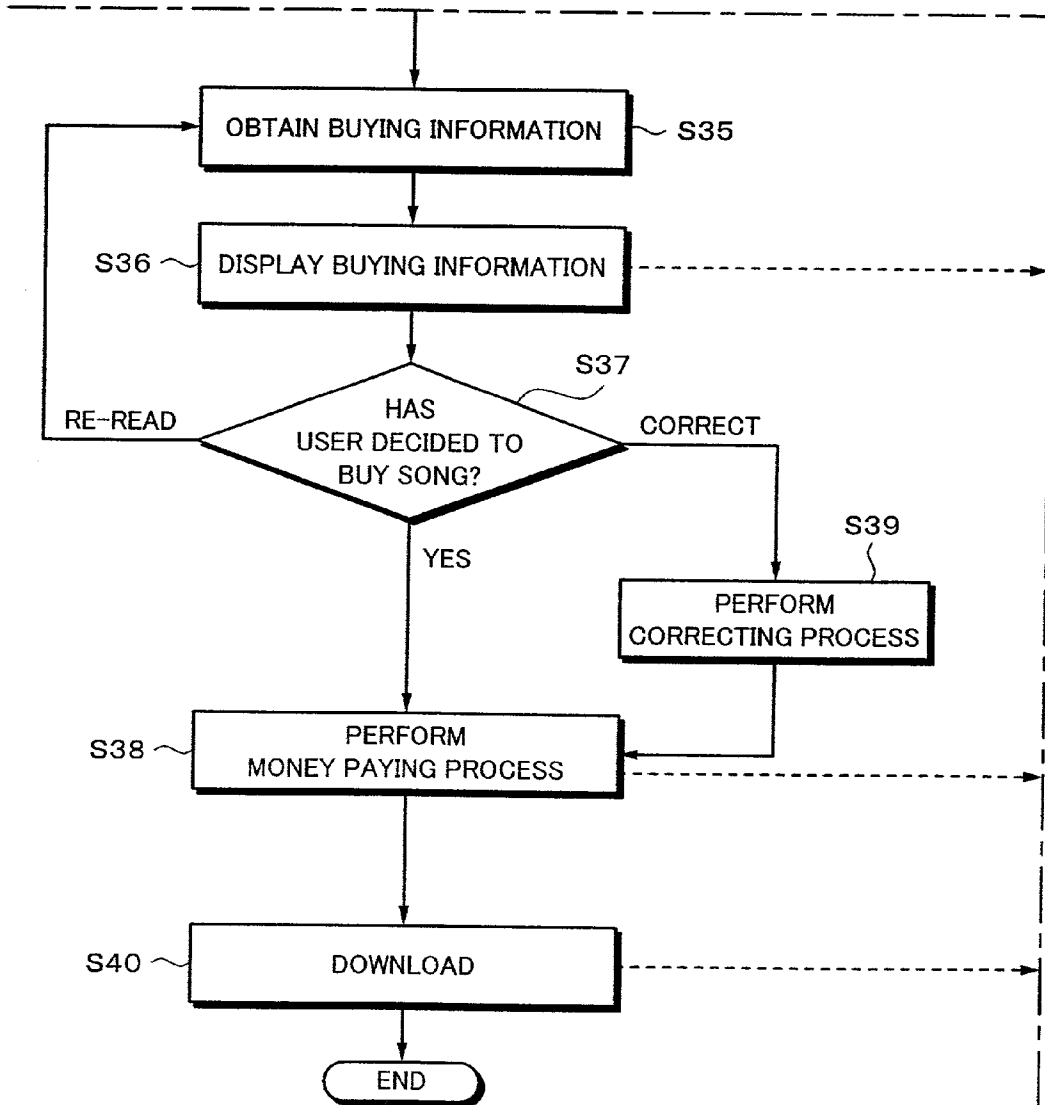 OBTAIN BUYING INFORMATION
S35
S36
DISPLAY BUYING INFORMATION
S37
RE-READ
HAS
USER DECIDED TO
BUY SONG?
CORRECT
YES
S39
PERFORM
CORRECTING PROCESS
S38
PERFORM
MONEY PAYING PROCESS
S40
DOWNLOAD
END